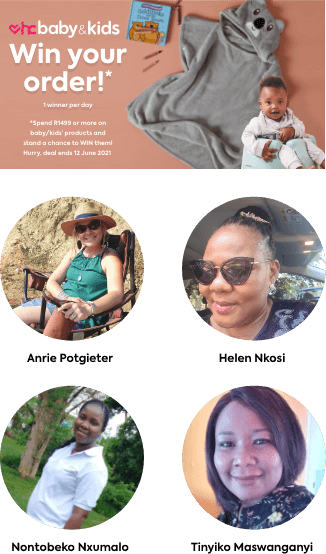 hc baby&kids
Win your
order!*
1 winner per day
*Spend R1499 or more on
baby/kids' products and
stand a chance to WIN them!
Hurry, deal ends 12 June 2021
Anrie Potgieter
Helen Nkosi
Nontobeko Nxumalo
Tinyiko Maswanganyi